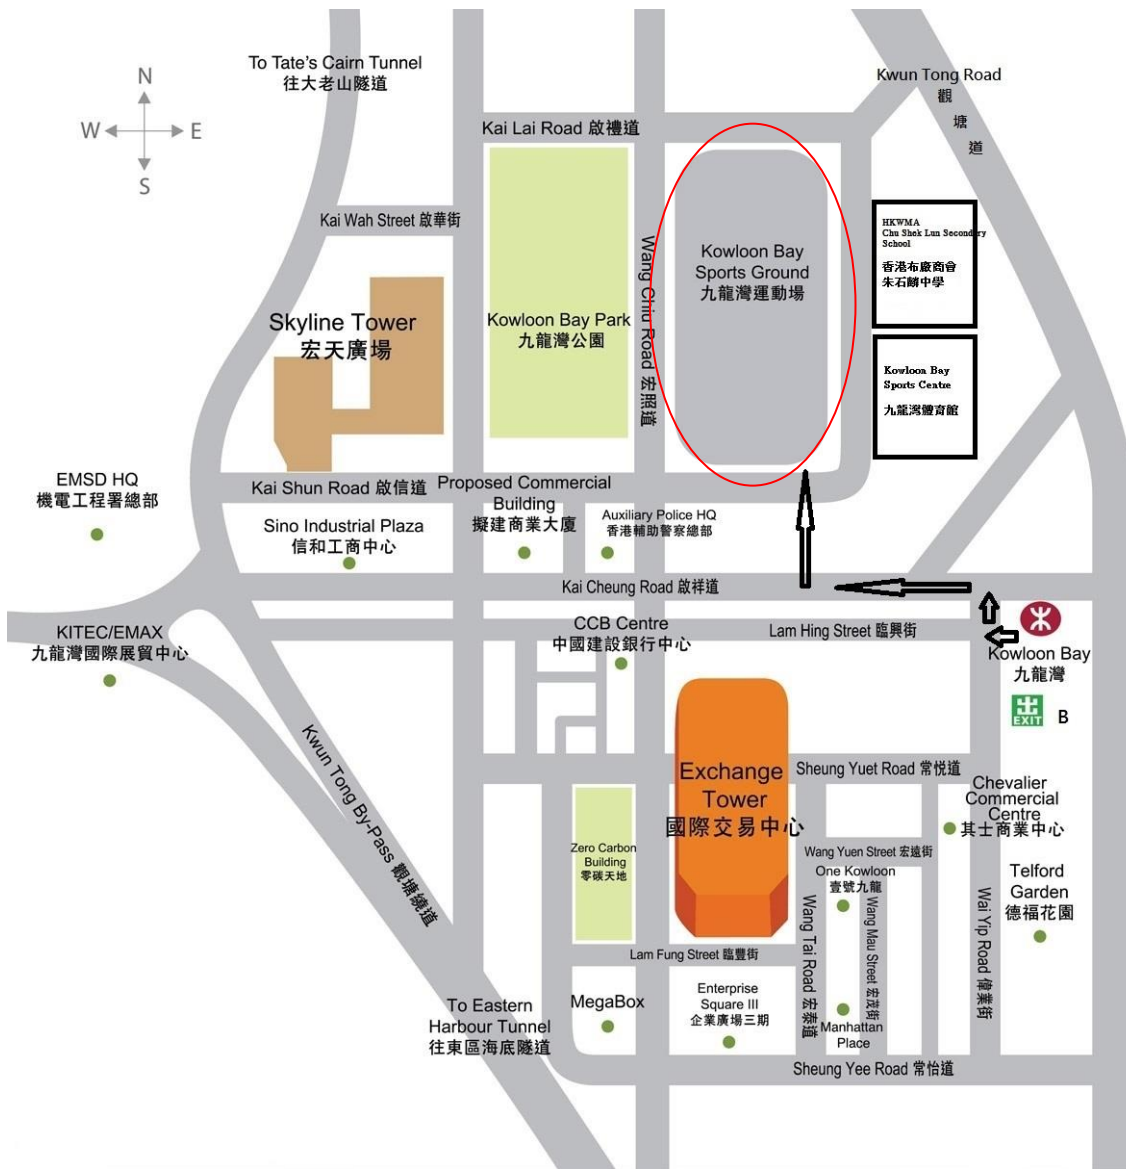 To Tate's Cairn Tunnel
往大老山隧道
N
W
E
S
Kwun Tong Road
觀
塘
道
Kai Lai Road 啟禮道
Kai Wah Street 啟華街
HKWMA
Chu Shek Lun Secondery
School
香港布廠商會
朱石麟中學
Kowloon Bay
Sports Ground
九龍灣運動場
Wang Chiu Road 宏照道
Skyline Tower
宏天廣場
Kowloon Bay Park
九龍灣公園
Kowloon Bay
Sports Centre
九龍灣體育館
EMSD HQ
機電工程署總部
Kai Shun Road 啟信道
Proposed Commercial
Building
擬建商業大廈
Sino Industrial Plaza
信和工商中心
Auxiliary Police HQ
香港輔助警察總部
Kai Cheung Road 啟祥道
KITEC/EMAX
九龍灣國際展貿中心
CCB Centre
中國建設銀行中心
Lam Hing Street 臨興街
Kowloon Bay
九龍灣
出
EXIT
B
Kwun Tong By-Pass 觀塘繞道
Exchange
Tower
國際交易中心
Sheung Yuet Road 常悦道
Chevalier
Commercial
Centre
其士商業中心
Zero Carbon
Building
零碳天地
Wang Yuen Street 宏遠街
One Kowloon
壹號九龍
Telford
Garden
德福花園
Wang Tai Road 宏泰道
Wang Mau Street 宏茂街
Wai Yip Road 偉業街
Lam Fung Street 臨豐街
To Eastern
Harbour Tunnel
往東區海底隧道
MegaBox
Enterprise
Square III
企業廣場三期
Manhattan
Place
Sheung Yee Road 常怡道